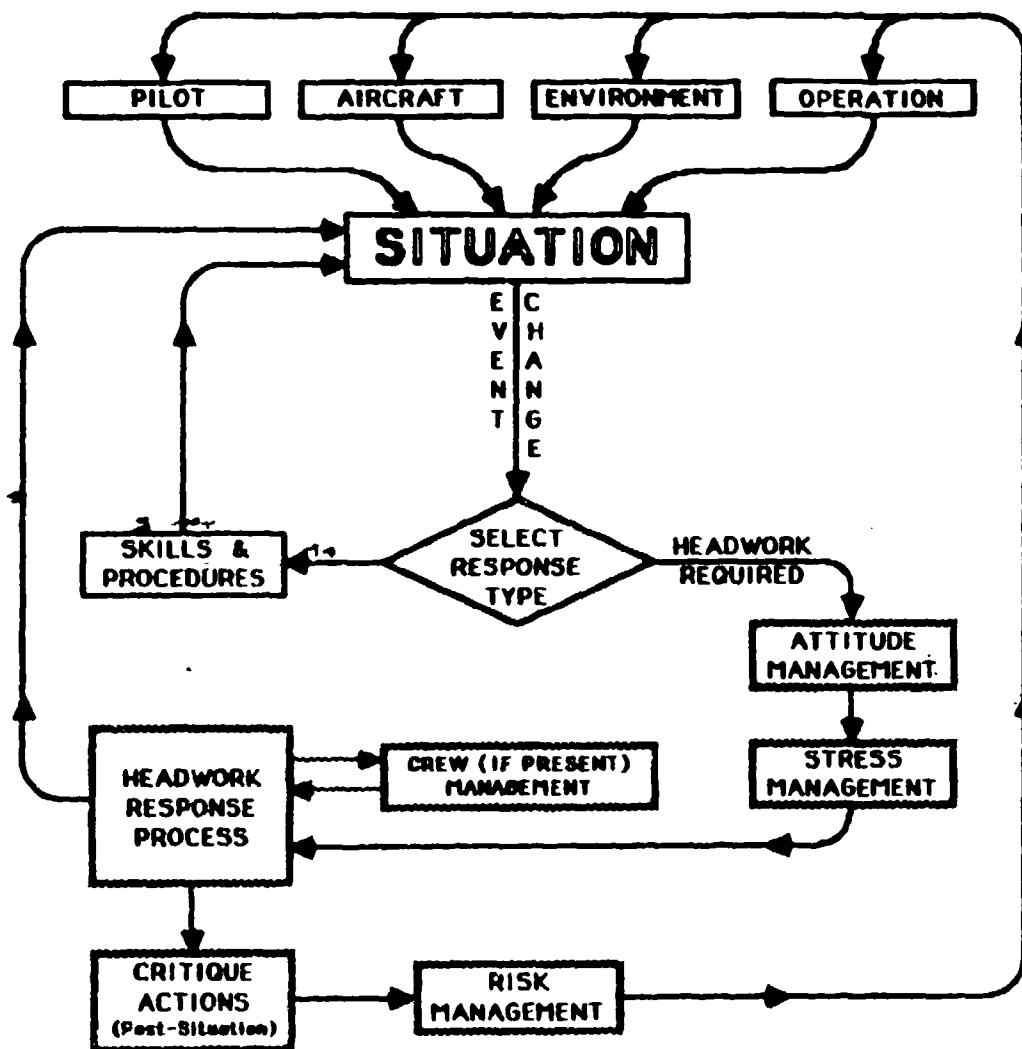 PILOT
AIRCRAFT
ENVIRONMENT
OPERATION
SITUATION
EVENT
CHANGE
SELECT
RESPONSE
TYPE
SKILLS &
PROCEDURES
HEADWORK
REQUIRED
ATTITUDE
MANAGEMENT
STRESS
MANAGEMENT
HEADWORK
RESPONSE
PROCESS
CREW (IF PRESENT)
MANAGEMENT
CRITIQUE
ACTIONS
(Post-Situation)
RISK
MANAGEMENT